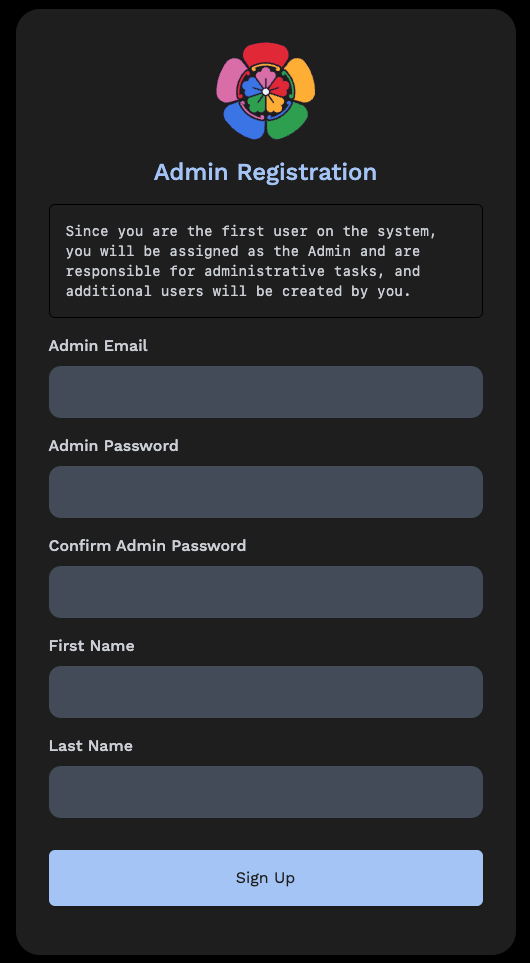 Admin Registration
Since you are the first user on the system,
you will be assigned as the Admin and are
responsible for administrative tasks, and
additional users will be created by you.
Admin Email
Admin Password
Confirm Admin Password
First Name
Last Name
Sign Up